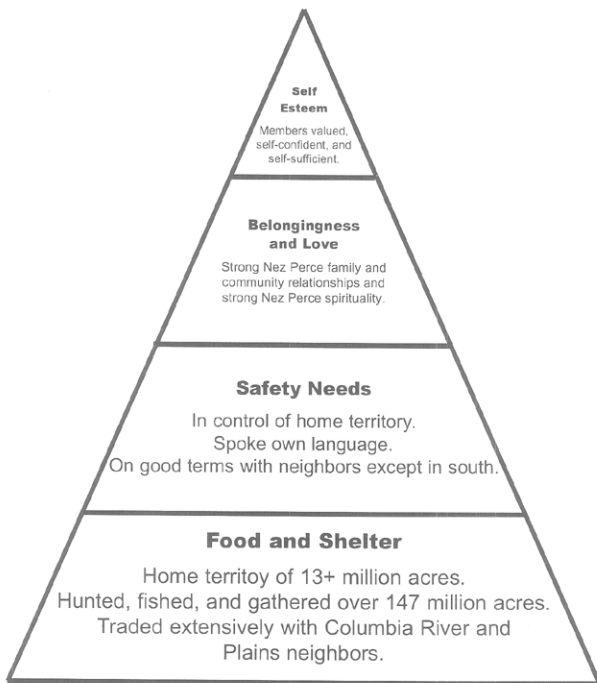 Self
Esteem
Members valued,
self-confident, and
self-sufficient.
Belongingness
and Love
Strong Nez Perce family and
community relationships and
strong Nez Perce spirituality.
Safety Needs
In control of home territory.
Spoke own language.
On good terms with neighbors except in south.
Food and Shelter
Home territoy of 13+ million acres.
Hunted, fished, and gathered over 147 million acres.
Traded extensively with Columbia River and
Plains neighbors.